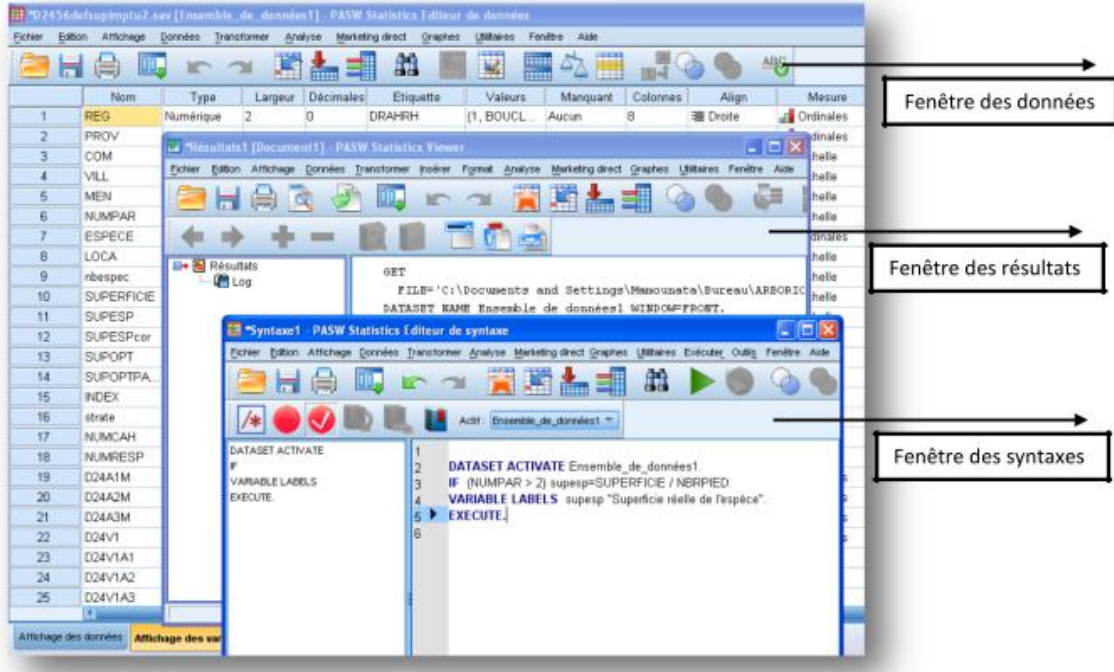 *D2456defsupimptu2.sav [Ensemble_de_données1] - PASW Statistics Editeur de données
Fichier Edition Affichage Données Transformer Analyse Marketing direct Graphes Utilitaires Fenêtre Aide
Nom Type Largeur Décimales Etiquette Valeurs Manquant Colonnes Align Mesure
1 REG Numérique 2 0 DRAHRH {1, BOUCL... Aucun 8 Droite Ordinales
2 PROV
3 COM
4 VILL
5 MEN
6 NUMPAR
7 ESPECE
8 LOCA
9 nbespec
10 SUPERFICIE
11 SUPESP
12 SUPESPcor
13 SUPOPT
14 SUPOPTPA...
15 INDEX
16 strate
17 NUMCAH
18 NUMRESP
19 D24A1M
20 D24A2M
21 D24A3M
22 D24V1
23 D24V1A1
24 D24V1A2
25 D24V1A3
Affichage des données Affichage des var
*Résultats1 [Document1] - PASW Statistics Viewer
Fichier Edition Affichage Données Transformer Insérer Format Analyse Marketing direct Graphes Utilitaires Fenêtre Aide
Résultats
Log
GET
FILE='C:\Documents and Settings\Mamounata\Bureau\ARBORIC
DATASET NAME Ensemble de données1 WINDOW=FRONT.
*Syntaxe1 - PASW Statistics Editeur de syntaxe
Fichier Edition Affichage Données Transformer Analyse Marketing direct Graphes Utilitaires Exécuter Outils Fenêtre Aide
Actif: Ensemble_de_données1
DATASET ACTIVATE
IF
VARIABLE LABELS
EXECUTE.
1
2 DATASET ACTIVATE Ensemble_de_données1.
3 IF (NUMPAR > 2) supesp=SUPERFICIE / NBRPIED.
4 VARIABLE LABELS supesp "Superficie réelle de l'espèce".
5 EXECUTE.
6
Fenêtre des données
Fenêtre des résultats
Fenêtre des syntaxes